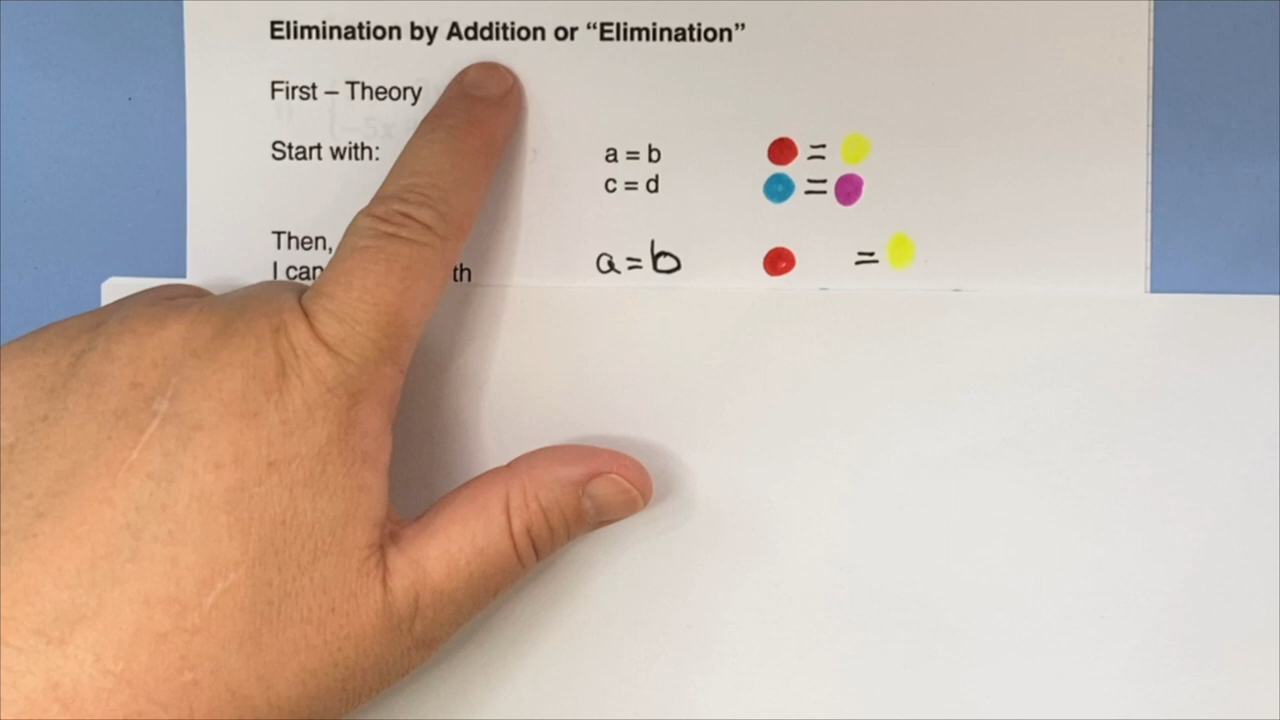 Elimination by Addition or “Elimination”
First – Theory
Start with:
a = b
=
c = d
=
Then,
I can
th
a = b
=